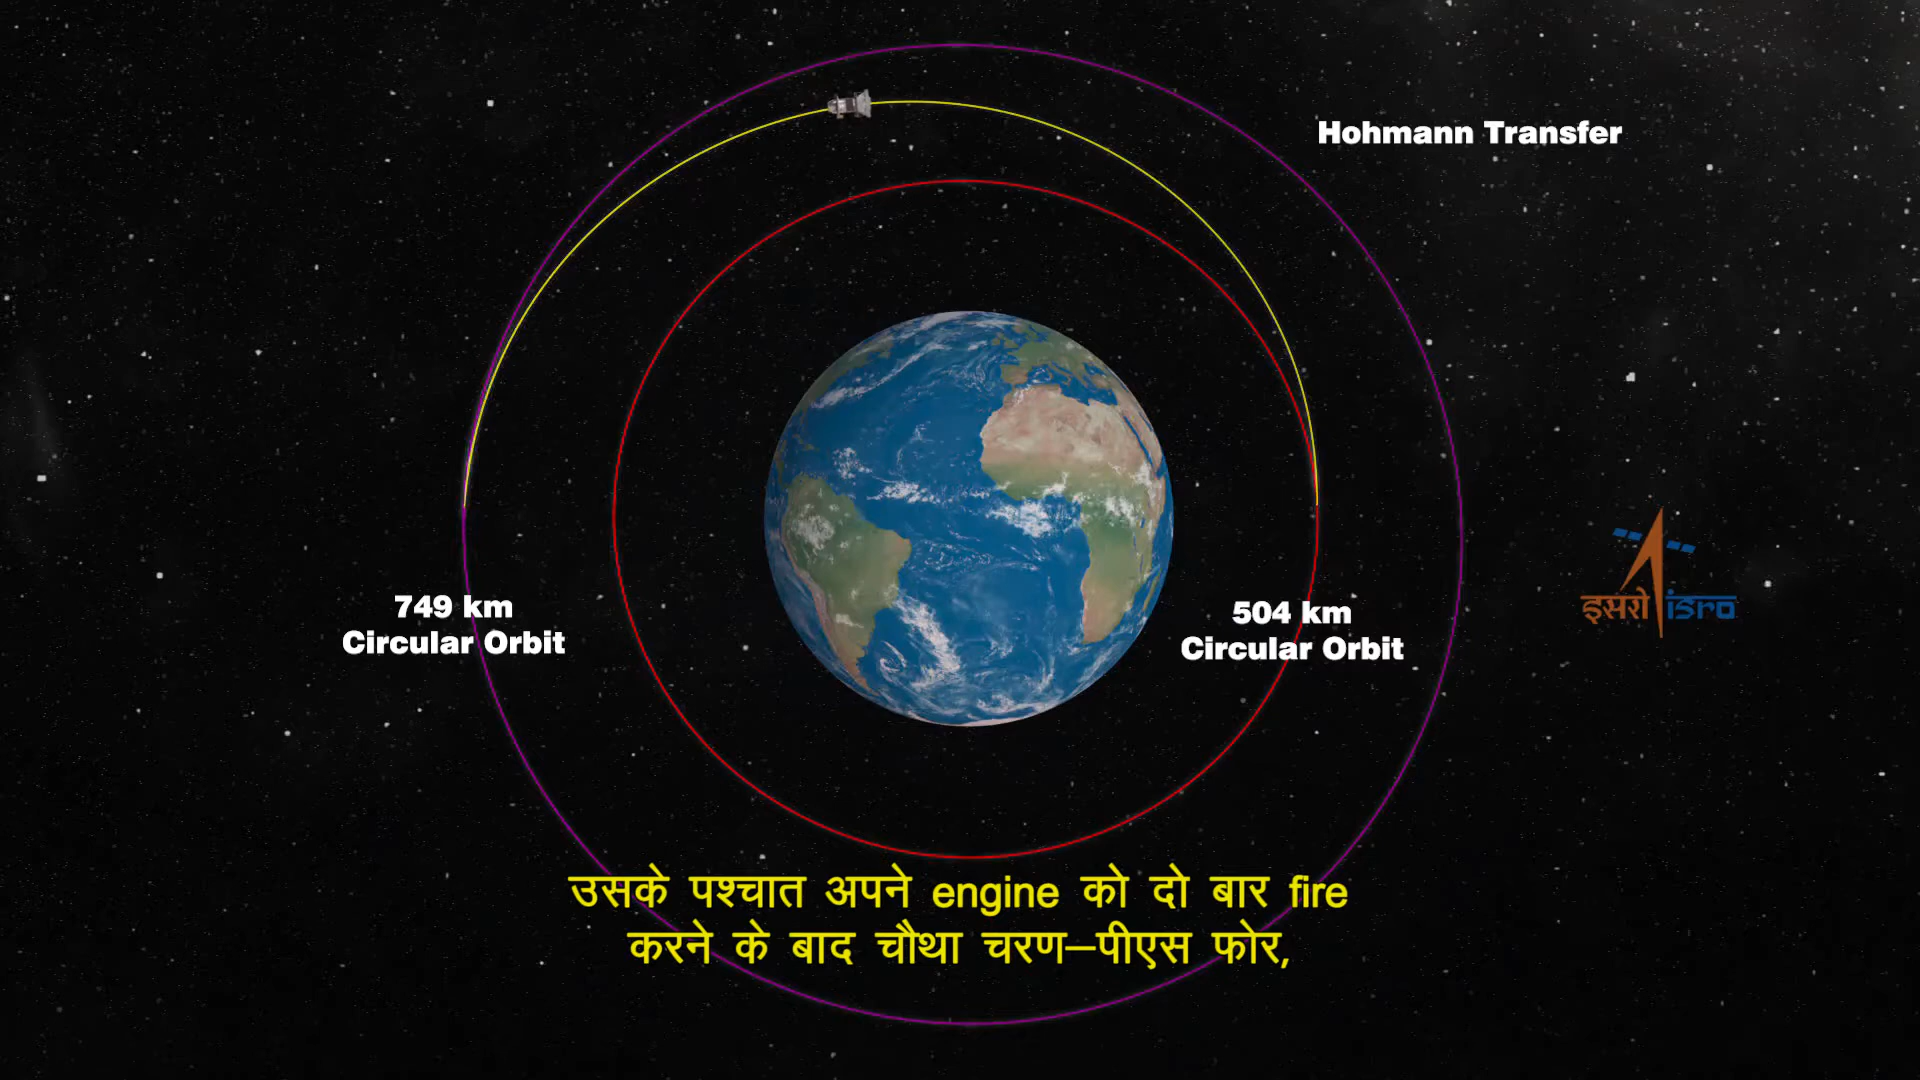 Hohmann Transfer
749 km
Circular Orbit
504 km
Circular Orbit
इसरो isro
उसके पश्चात अपने engine को दो बार fire
करने के बाद चौथा चरण–पीएस फोर,